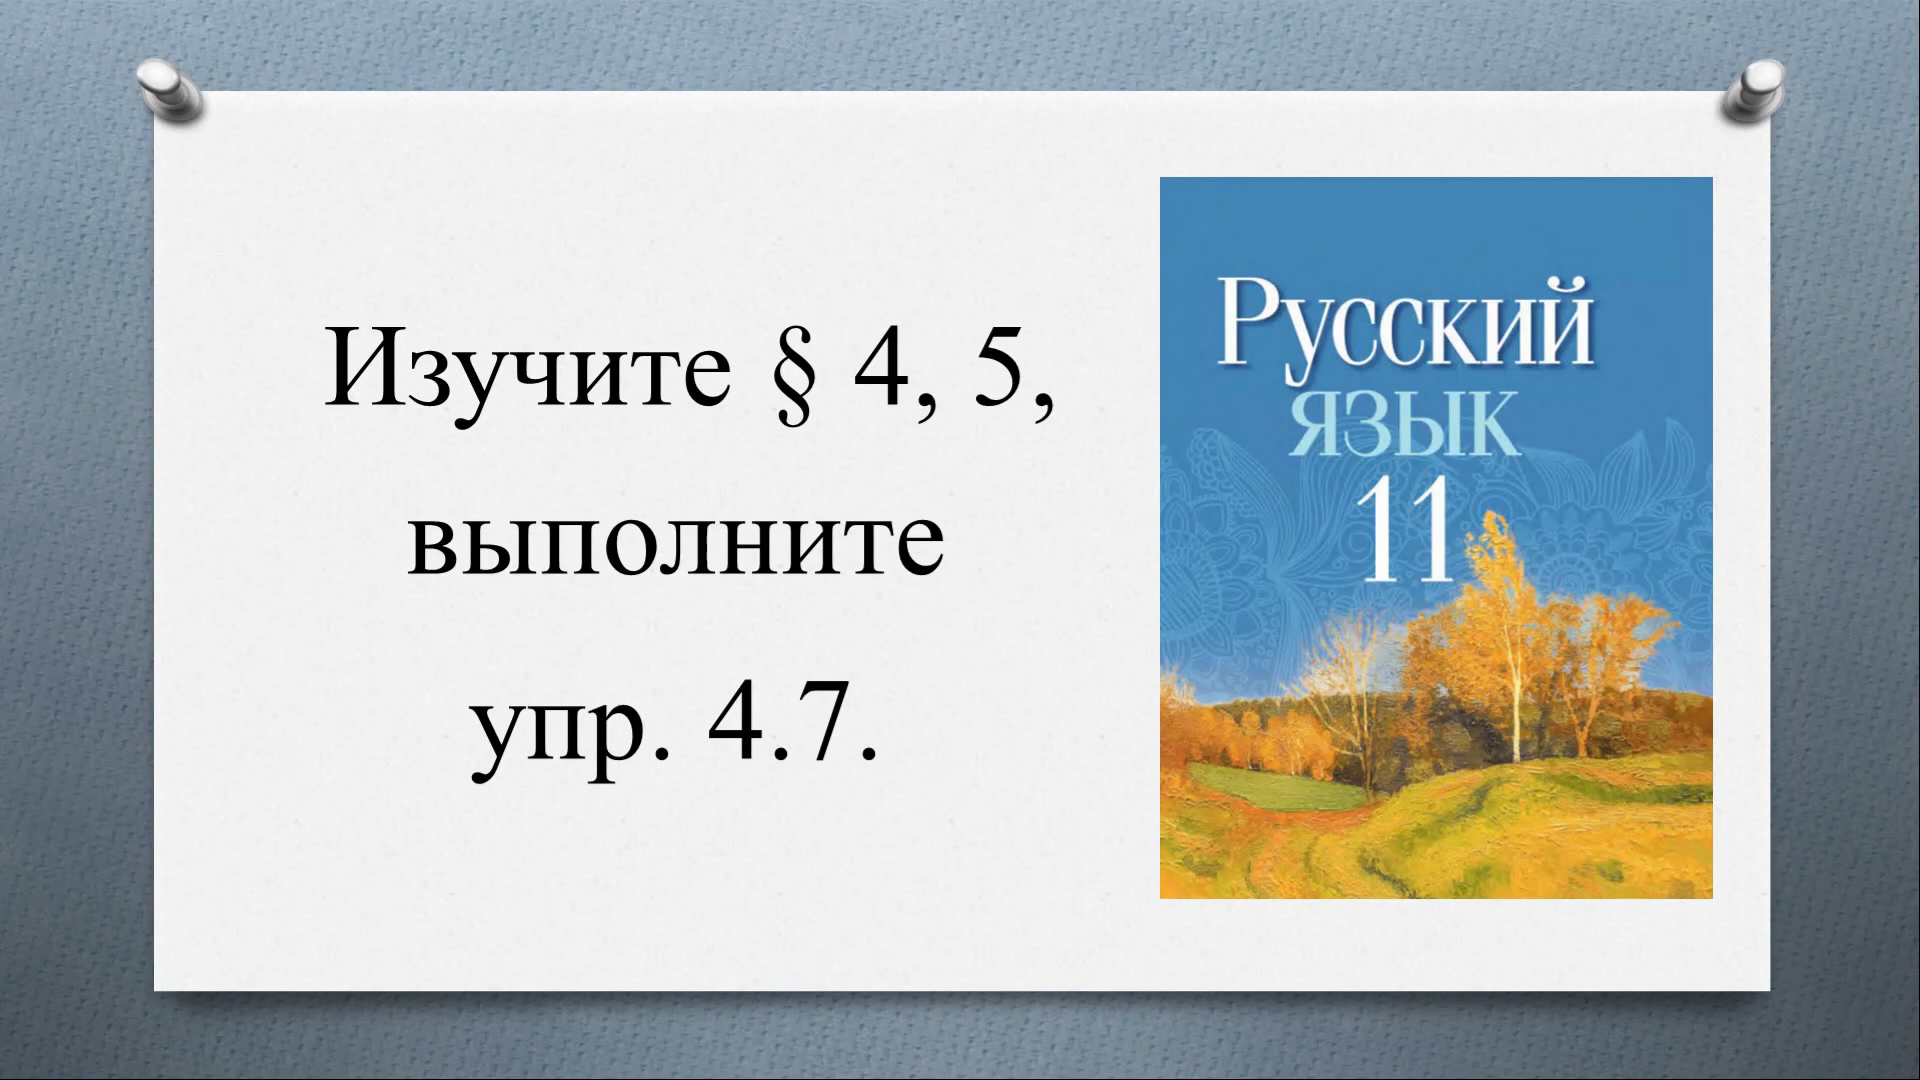 Изучите § 4, 5,
выполните
упр. 4.7.
Русский
язык
11